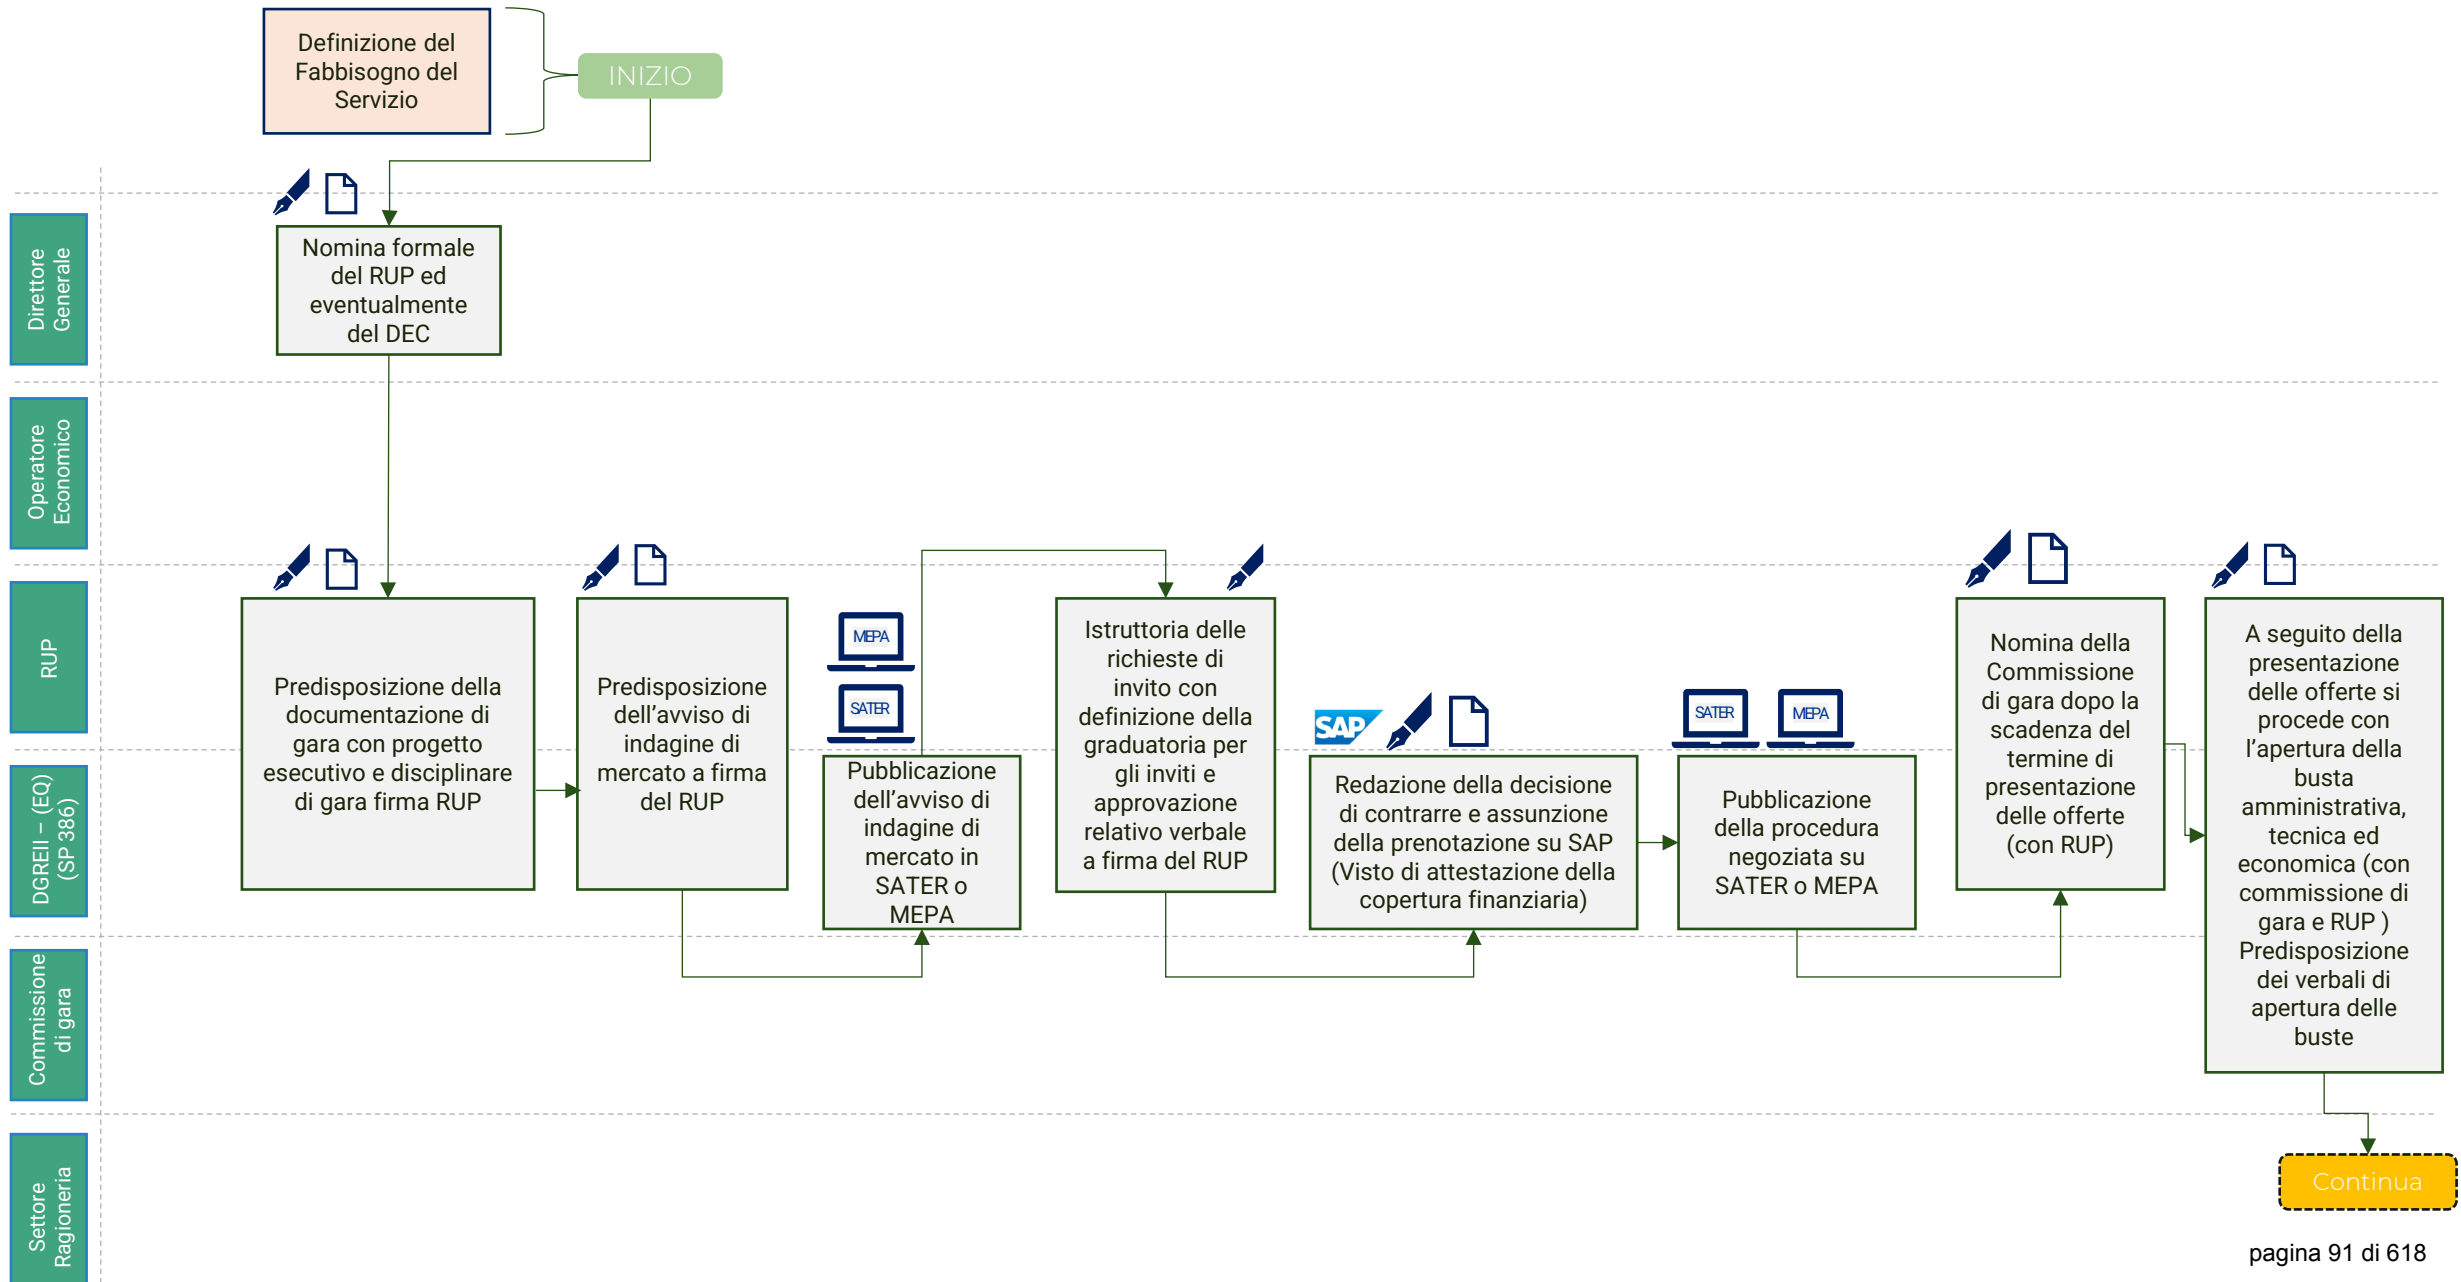 Definizione del
Fabbisogno del
Servizio
INIZIO
Direttore
Generale
Nomina formale
del RUP ed
eventualmente
del DEC
Operatore
Economico
RUP
DGREII – (EQ)
(SP 386)
Predisposizione della
documentazione di
gara con progetto
esecutivo e disciplinare
di gara firma RUP
Predisposizione
dell’avviso di
indagine di
mercato a firma
del RUP
MEPA
SATER
Pubblicazione
dell’avviso di
indagine di
mercato in
SATER o
MEPA
Istruttoria delle
richieste di
invito con
definizione della
graduatoria per
gli inviti e
approvazione
relativo verbale
a firma del RUP
SAP
Redazione della decisione
di contrarre e assunzione
della prenotazione su SAP
(Visto di attestazione della
copertura finanziaria)
SATER
MEPA
Pubblicazione
della procedura
negoziata su
SATER o MEPA
Nomina della
Commissione
di gara dopo la
scadenza del
termine di
presentazione
delle offerte
(con RUP)
A seguito della
presentazione
delle offerte si
procede con
l’apertura della
busta
amministrativa,
tecnica ed
economica (con
commissione di
gara e RUP )
Predisposizione
dei verbali di
apertura delle
buste
Commissione
di gara
Settore
Ragioneria
Continua
pagina 91 di 618